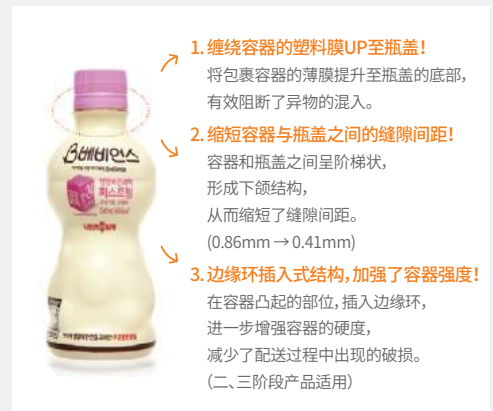 1. 缠绕容器的塑料膜UP至瓶盖!
将包裹容器的薄膜提升至瓶盖的底部,
有效阻断了异物的混入。
2. 缩短容器与瓶盖之间的缝隙间距!
容器和瓶盖之间呈阶梯状,
形成下颌结构,
从而缩短了缝隙间距。
(0.86mm → 0.41mm)
3. 边缘环插入式结构,加强了容器强度!
在容器凸起的部位, 插入边缘环,
进一步增强容器的硬度,
减少了配送过程中出现的破损。
(二、三阶段产品适用)
베비언스